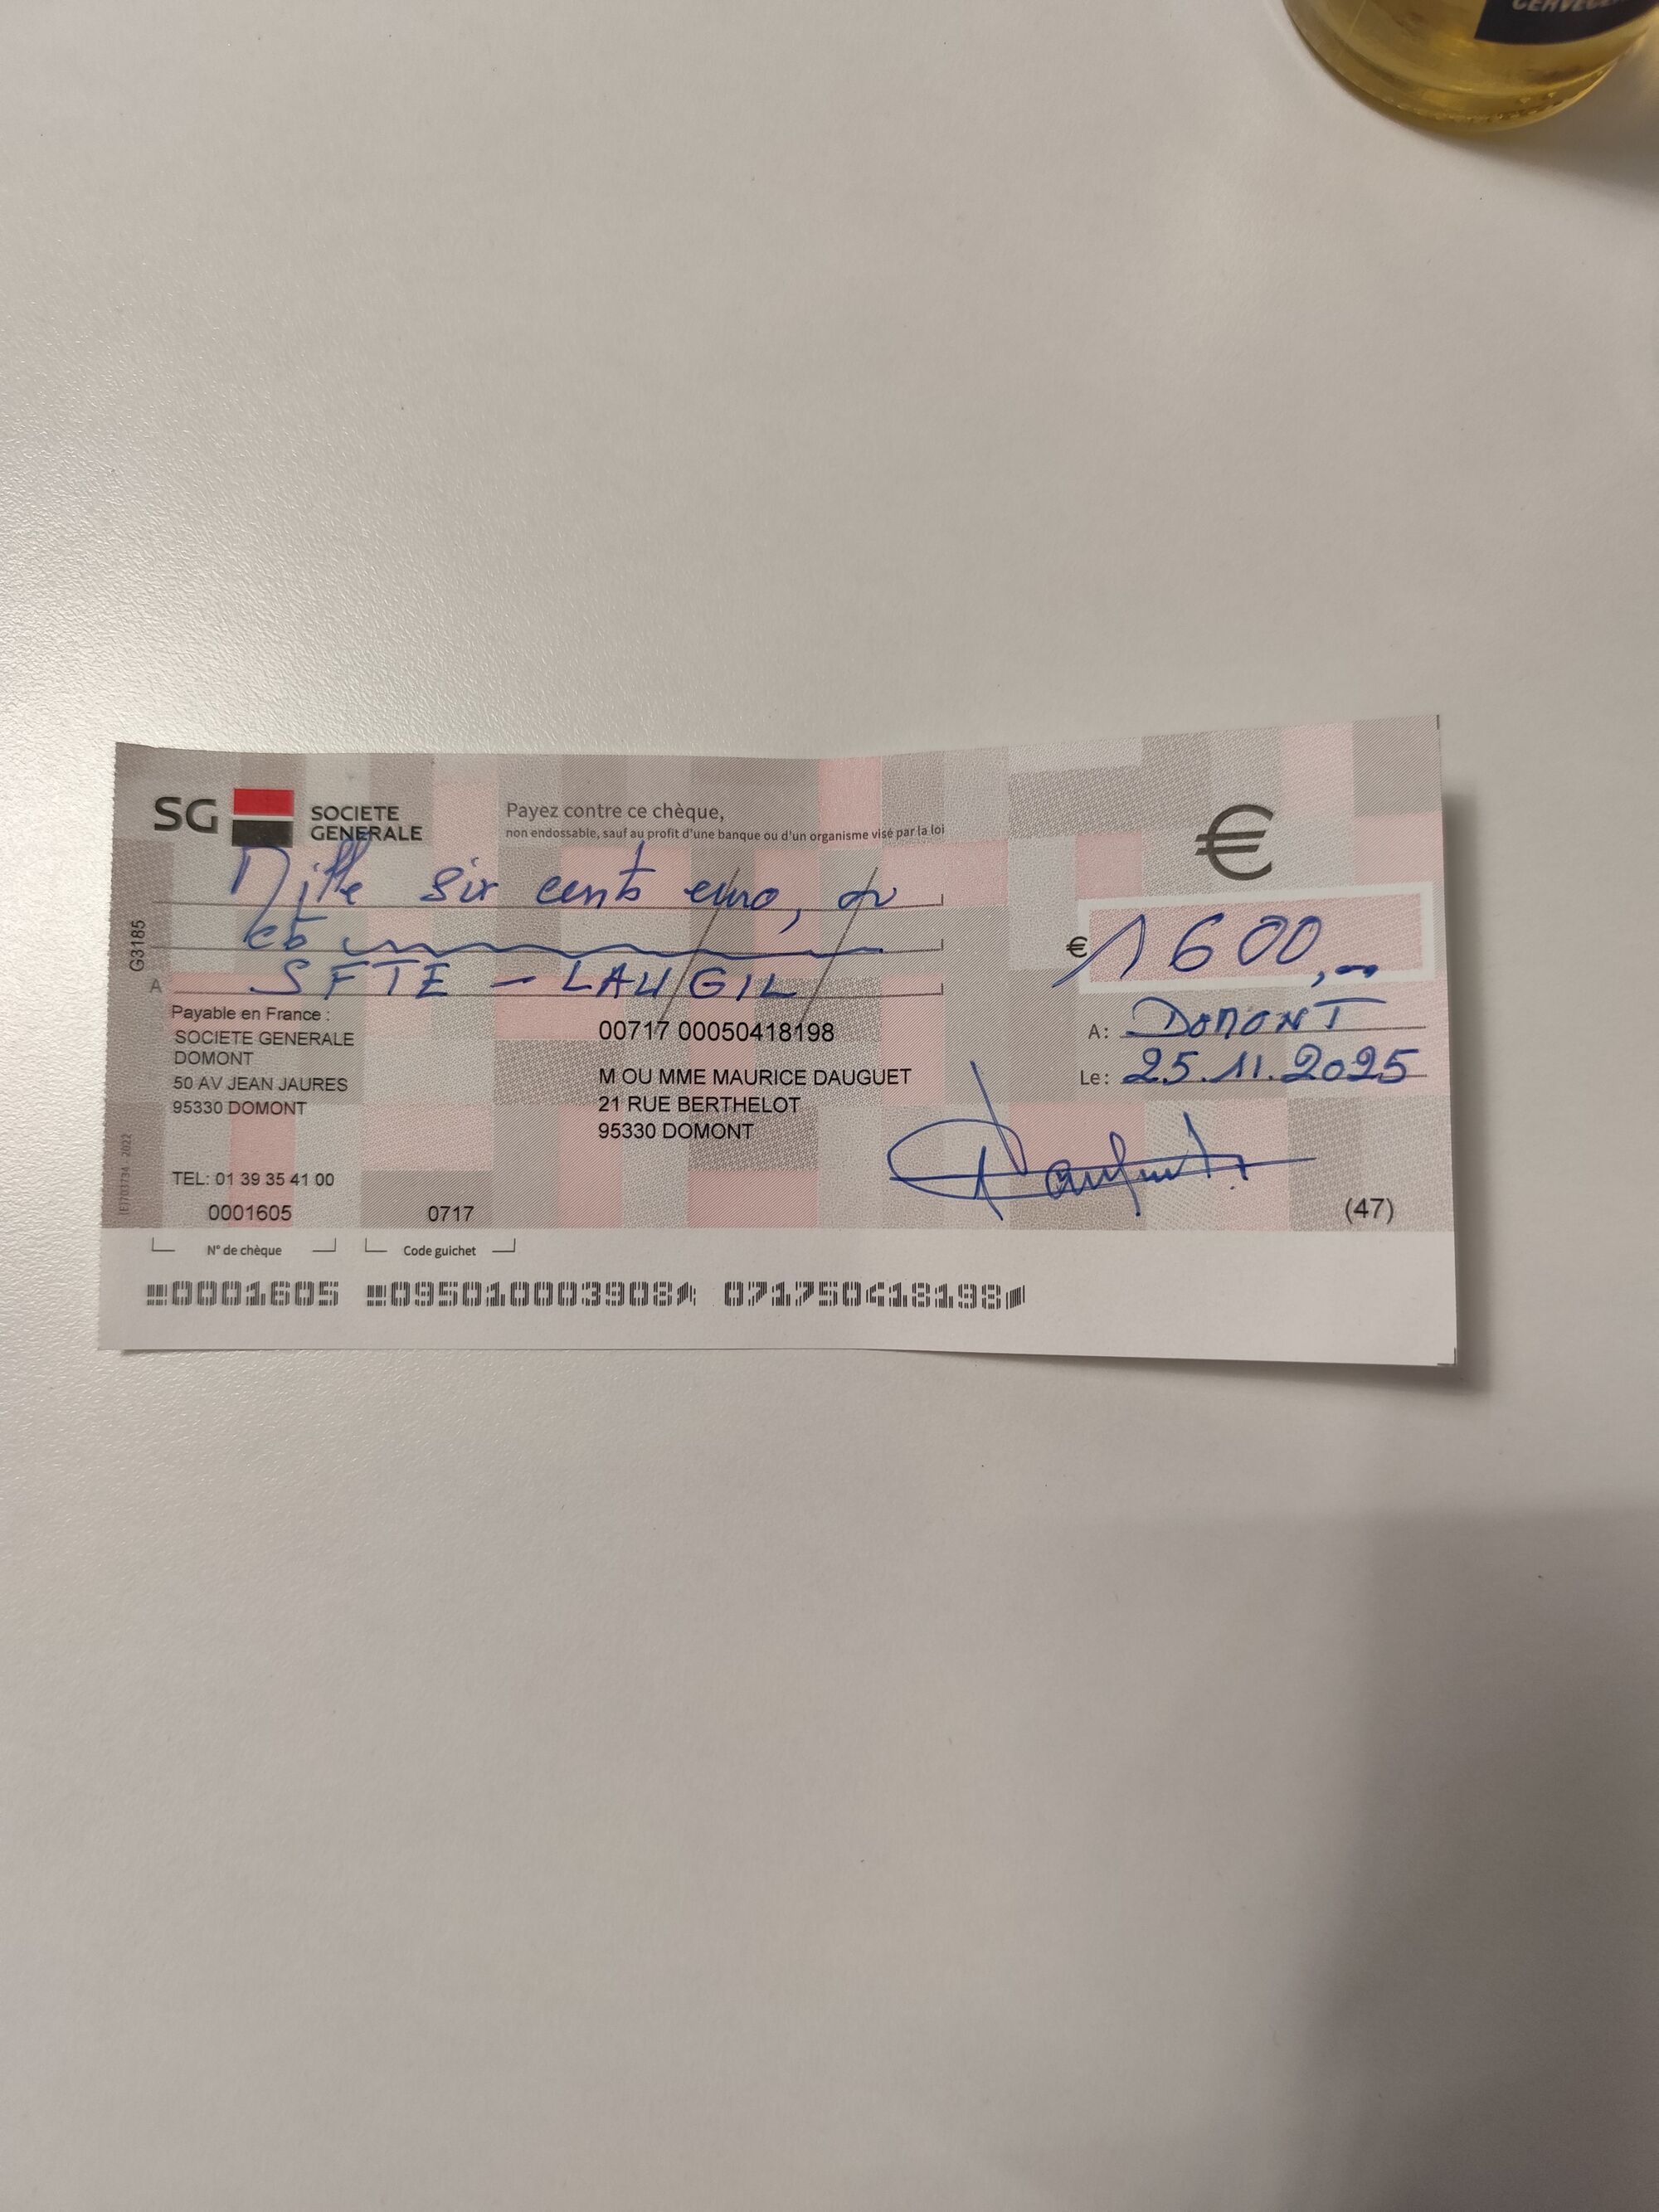 CERVECE
SG SOCIETE
GENERALE
Payez contre ce chèque,
non endossable, sauf au profit d'une banque ou d'un organisme visé par la loi
€
Mille six cents euro,
cts
€ 1600,
A SFTE - LAUGIL
G3185
Payable en France :
SOCIETE GENERALE
DOMONT
50 AV JEAN JAURES
95330 DOMONT
TEL: 01 39 35 41 00
00717 00050418198
M OU MME MAURICE DAUGUET
21 RUE BERTHELOT
95330 DOMONT
A: DOMONT
Le: 25.11.2025
(47)
0001605 0717
N° de chèque Code guichet
0001605 095010003908 071750418198